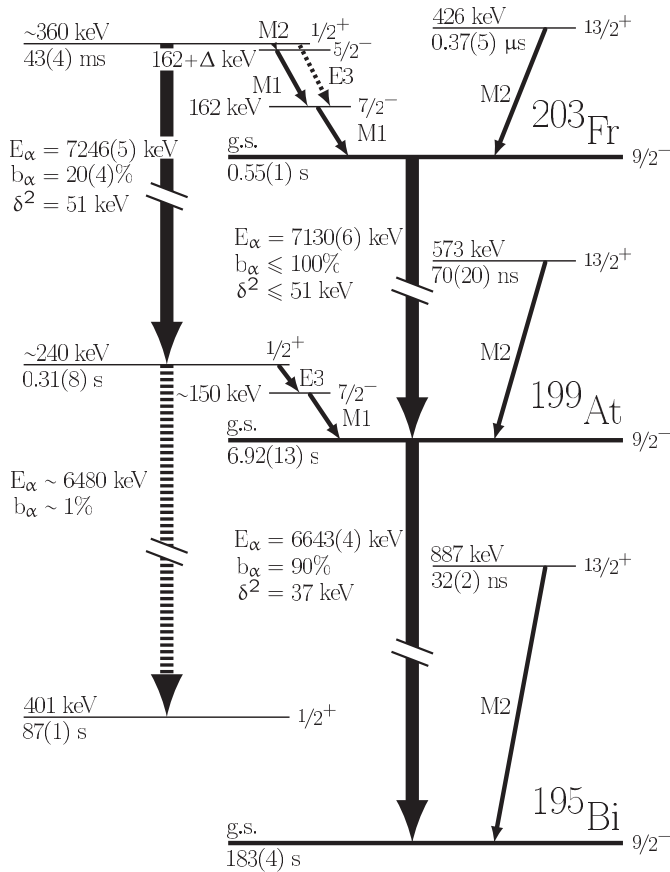 ~360 keV
43(4) ms
M2
1/2⁺
162+Δ keV
5/2⁻
M1
E3
162 keV
7/2⁻
M1
426 keV
13/2⁺
0.37(5) μs
M2
²⁰³Fr
g.s.
9/2⁻
0.55(1) s
Eα = 7246(5) keV
bα = 20(4)%
δ² = 51 keV
Eα = 7130(6) keV
bα ⩽ 100%
δ² ⩽ 51 keV
573 keV
13/2⁺
70(20) ns
M2
~240 keV
1/2⁺
0.31(8) s
E3
~150 keV
7/2⁻
M1
¹⁹⁹At
g.s.
9/2⁻
6.92(13) s
Eα ~ 6480 keV
bα ~ 1%
Eα = 6643(4) keV
bα = 90%
δ² = 37 keV
887 keV
13/2⁺
32(2) ns
M2
401 keV
1/2⁺
87(1) s
¹⁹⁵Bi
g.s.
9/2⁻
183(4) s